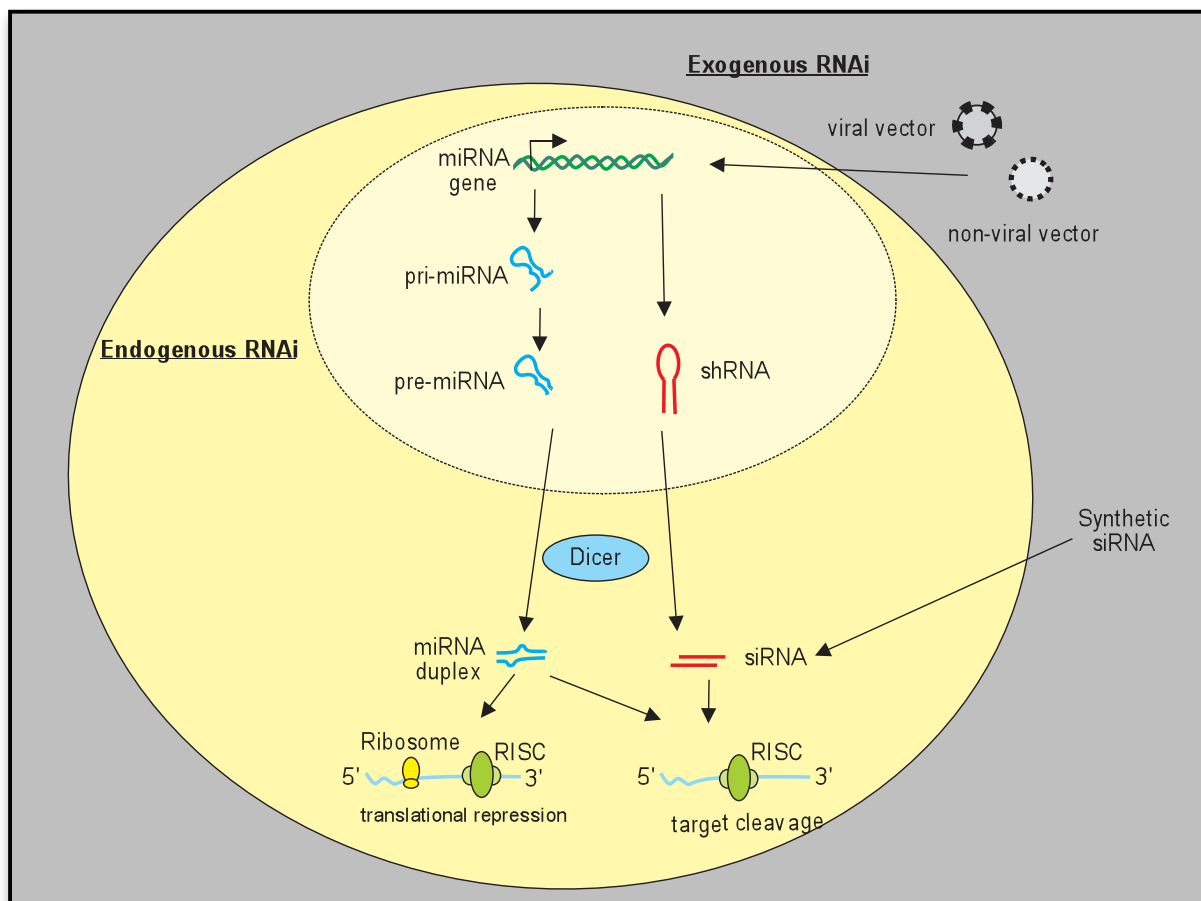 Exogenous RNAi
viral vector
miRNA
gene
non-viral vector
pri-miRNA
Endogenous RNAi
pre-miRNA
shRNA
Synthetic
siRNA
Dicer
miRNA
duplex
siRNA
Ribosome
RISC
5'
3'
translational repression
RISC
5'
3'
target cleavage